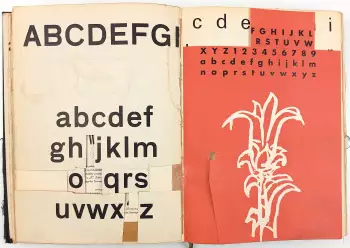 ABCDEFG
abcdef
gh jklm
o qrs
uvwx z
c d e i
F G H I J K L
R S T U V W
X Y Z 1 2 3 4 5 6 7 8 9
a b c d e f g h i j k l m
n o p r s t u v w x y z